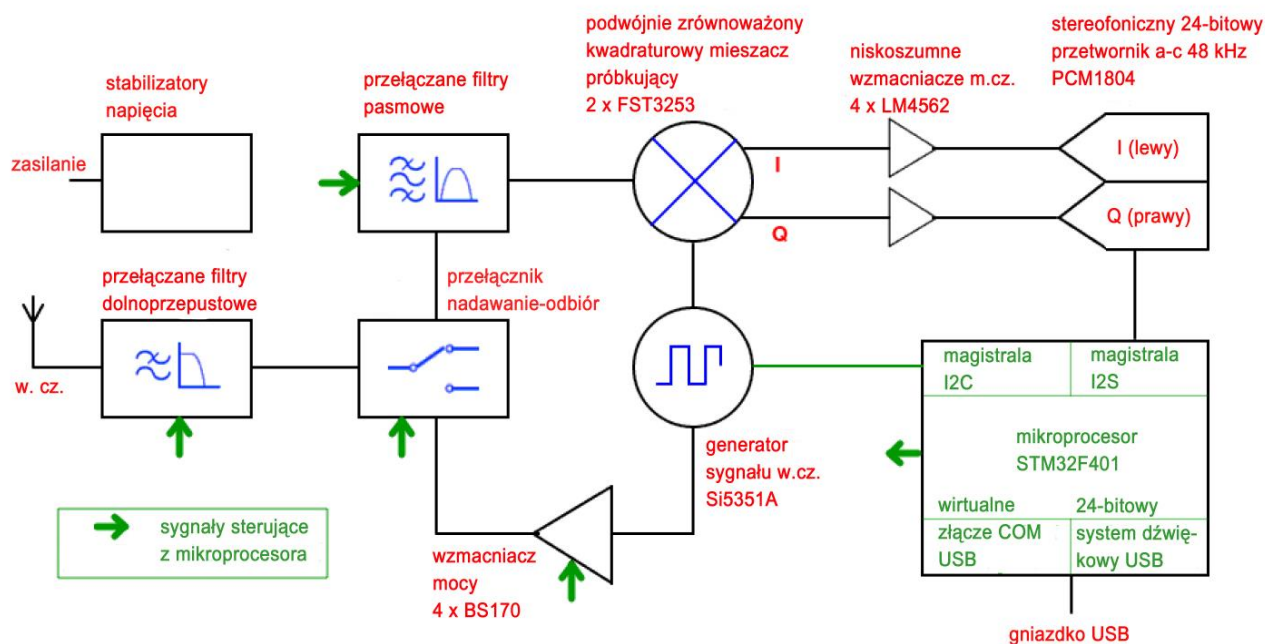 podwójnie zrównoważony
kwadraturowy mieszacz
próbkujący
2 x FST3253
niskoszumne
wzmacniacze m.cz.
4 x LM4562
stereofoniczny 24-bitowy
przetwornik a-c 48 kHz
PCM1804
stabilizatory
napięcia
przełączane filtry
pasmowe
zasilanie
I
I (lewy)
Q
Q (prawy)
przełączane filtry
dolnoprzepustowe
przełącznik
nadawanie-odbiór
w. cz.
magistrala
I2C
magistrala
I2S
mikroprocesor
STM32F401
generator
sygnału w.cz.
Si5351A
wirtualne
złącze COM
USB
24-bitowy
system dźwię-
kowy USB
sygnały sterujące
z mikroprocesora
wzmacniacz
mocy
4 x BS170
gniazdko USB